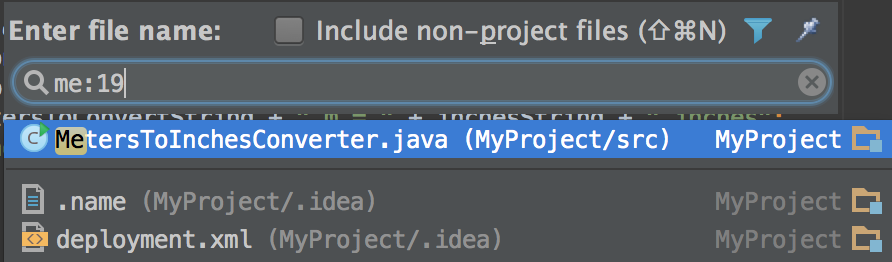 Enter file name: Include non-project files (⇧⌘N)
me:19
MetersToInchesConverter.java (MyProject/src) MyProject
.name (MyProject/.idea) MyProject
deployment.xml (MyProject/.idea) MyProject